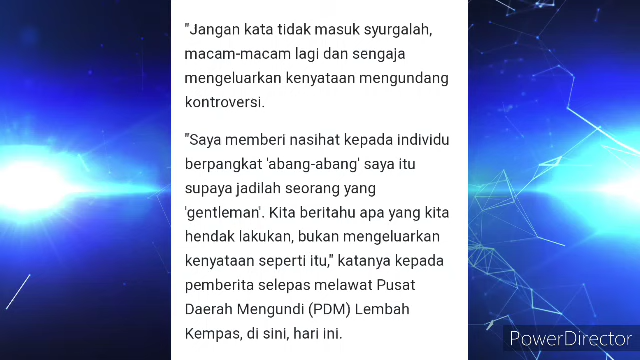 "Jangan kata tidak masuk syurgalah,
macam-macam lagi dan sengaja
mengeluarkan kenyataan mengundang
kontroversi.
"Saya memberi nasihat kepada individu
berpangkat 'abang-abang' saya itu
supaya jadilah seorang yang
'gentleman'. Kita beritahu apa yang kita
hendak lakukan, bukan mengeluarkan
kenyataan seperti itu," katanya kepada
pemberita selepas melawat Pusat
Daerah Mengundi (PDM) Lembah
Kempas, di sini, hari ini.
PowerDirector